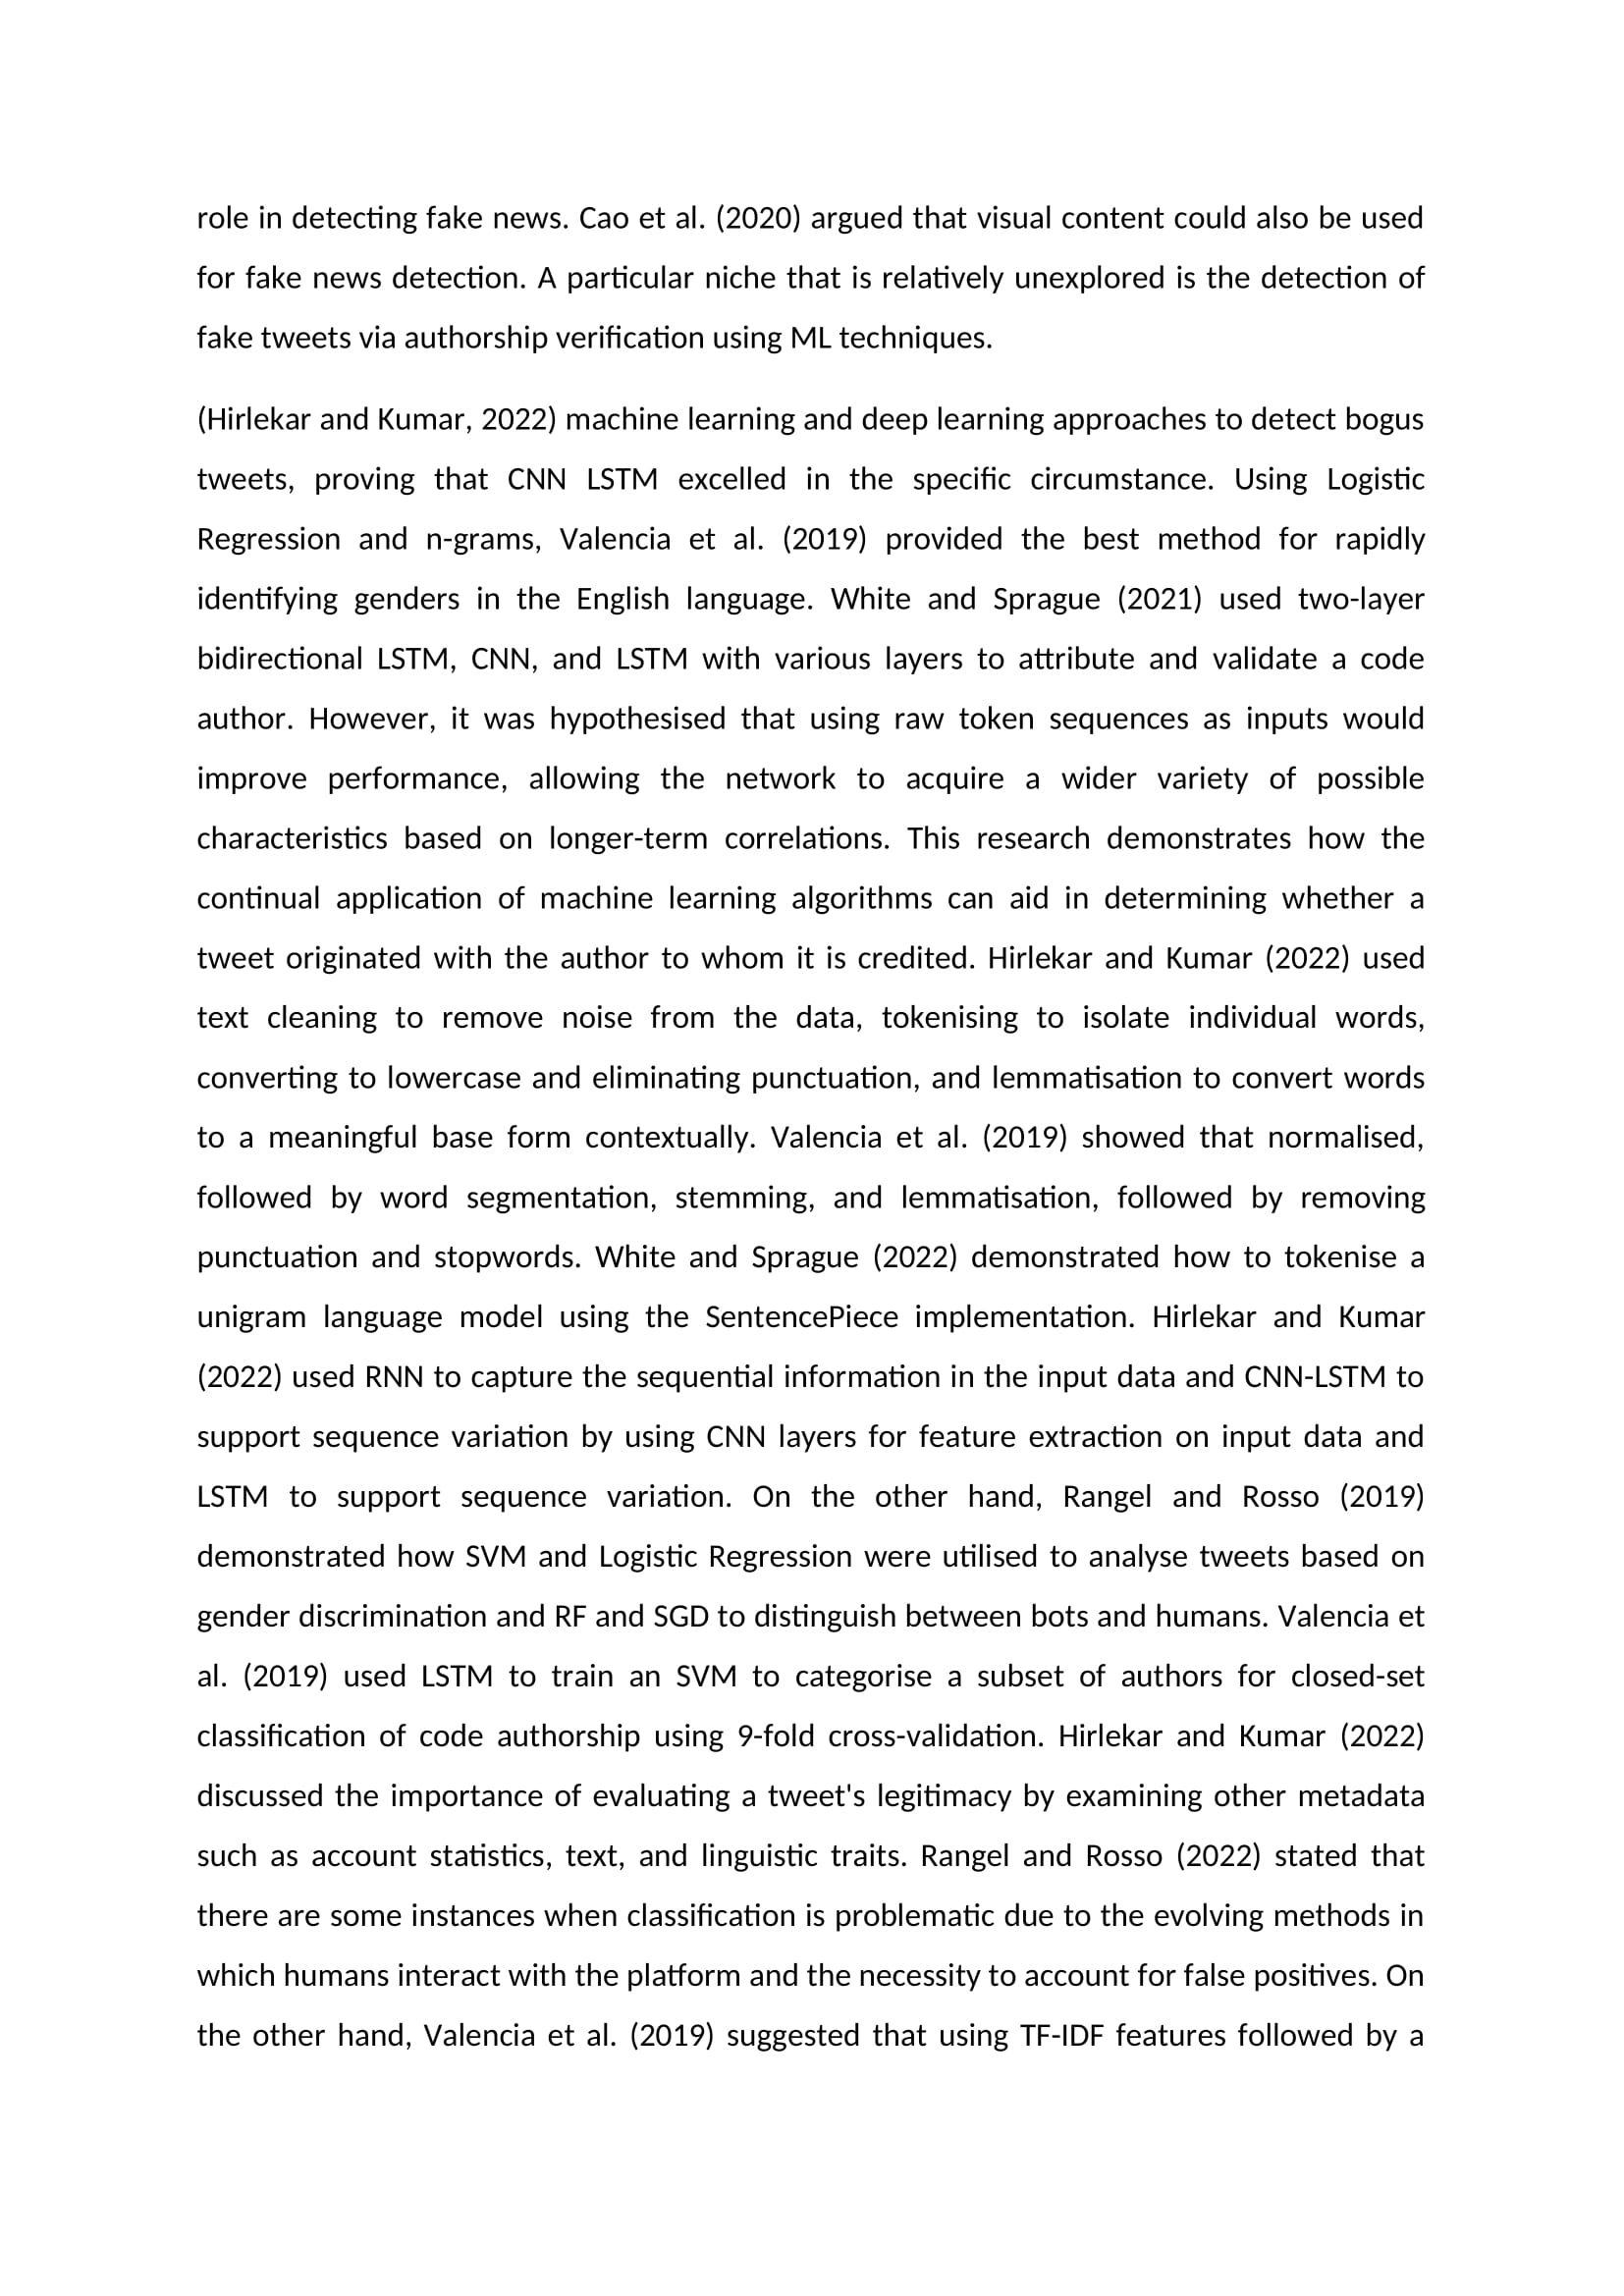 role in detecting fake news. Cao et al. (2020) argued that visual content could also be used
for fake news detection. A particular niche that is relatively unexplored is the detection of
fake tweets via authorship verification using ML techniques.
(Hirlekar and Kumar, 2022) machine learning and deep learning approaches to detect bogus
tweets, proving that CNN LSTM excelled in the specific circumstance. Using Logistic
Regression and n-grams, Valencia et al. (2019) provided the best method for rapidly
identifying genders in the English language. White and Sprague (2021) used two-layer
bidirectional LSTM, CNN, and LSTM with various layers to attribute and validate a code
author. However, it was hypothesised that using raw token sequences as inputs would
improve performance, allowing the network to acquire a wider variety of possible
characteristics based on longer-term correlations. This research demonstrates how the
continual application of machine learning algorithms can aid in determining whether a
tweet originated with the author to whom it is credited. Hirlekar and Kumar (2022) used
text cleaning to remove noise from the data, tokenising to isolate individual words,
converting to lowercase and eliminating punctuation, and lemmatisation to convert words
to a meaningful base form contextually. Valencia et al. (2019) showed that normalised,
followed by word segmentation, stemming, and lemmatisation, followed by removing
punctuation and stopwords. White and Sprague (2022) demonstrated how to tokenise a
unigram language model using the SentencePiece implementation. Hirlekar and Kumar
(2022) used RNN to capture the sequential information in the input data and CNN-LSTM to
support sequence variation by using CNN layers for feature extraction on input data and
LSTM to support sequence variation. On the other hand, Rangel and Rosso (2019)
demonstrated how SVM and Logistic Regression were utilised to analyse tweets based on
gender discrimination and RF and SGD to distinguish between bots and humans. Valencia et
al. (2019) used LSTM to train an SVM to categorise a subset of authors for closed-set
classification of code authorship using 9-fold cross-validation. Hirlekar and Kumar (2022)
discussed the importance of evaluating a tweet's legitimacy by examining other metadata
such as account statistics, text, and linguistic traits. Rangel and Rosso (2022) stated that
there are some instances when classification is problematic due to the evolving methods in
which humans interact with the platform and the necessity to account for false positives. On
the other hand, Valencia et al. (2019) suggested that using TF-IDF features followed by a